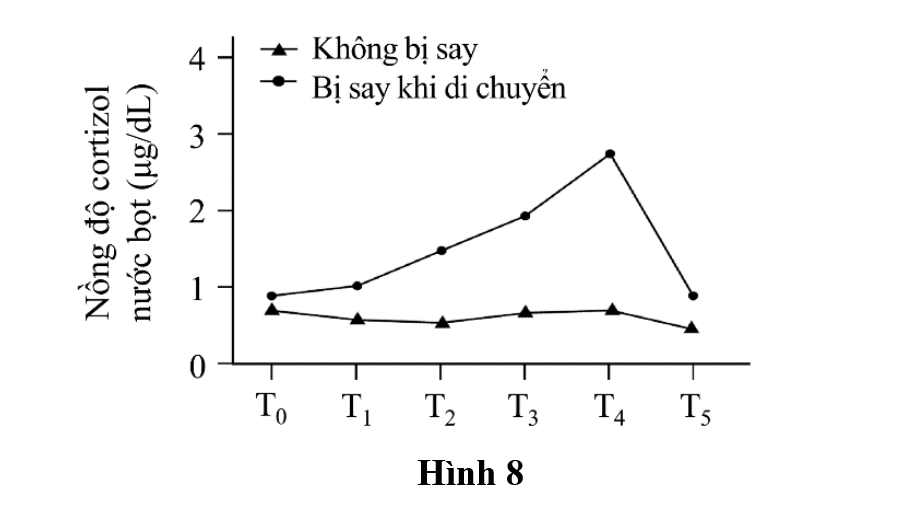 Nồng độ cortizol
nước bọt (µg/dL)
4
3
2
1
0
Không bị say
Bị say khi di chuyển
T0 T1 T2 T3 T4 T5
Hình 8